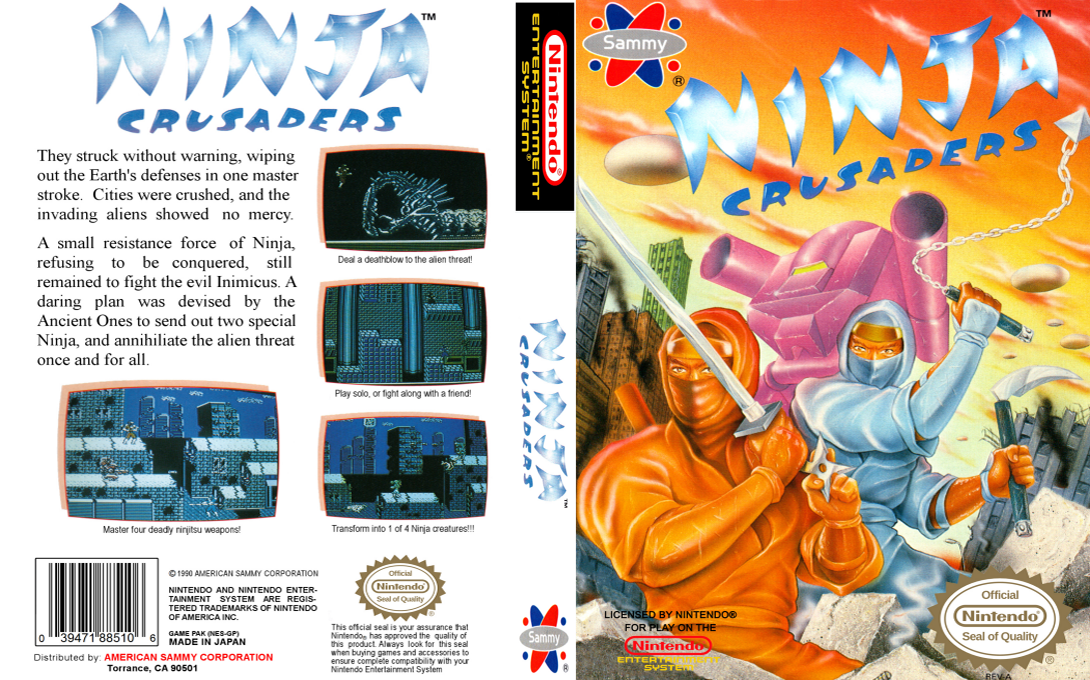 NINJA™
CRUSADERS
They struck without warning, wiping
out the Earth's defenses in one master
stroke. Cities were crushed, and the
invading aliens showed no mercy.
A small resistance force of Ninja,
refusing to be conquered, still
remained to fight the evil Inimicus. A
daring plan was devised by the
Ancient Ones to send out two special
Ninja, and annihiliate the alien threat
once and for all.
Deal a deathblow to the alien threat!
Play solo, or fight along with a friend!
Master four deadly ninjitsu weapons!
Transform into 1 of 4 Ninja creatures!!!
0 39471 88510 6
© 1990 AMERICAN SAMMY CORPORATION
NINTENDO AND NINTENDO ENTER-
TAINMENT SYSTEM ARE REGIS-
TERED TRADEMARKS OF NINTENDO
OF AMERICA INC.
GAME PAK (NES-GP)
MADE IN JAPAN
Distributed by: AMERICAN SAMMY CORPORATION
Torrance, CA 90501
Official
Nintendo®
Seal of Quality
®
This official seal is your assurance that
Nintendo® has approved the quality of
this product. Always look for this seal
when buying games and accessories to
ensure complete compatibility with your
Nintendo Entertainment System
Nintendo®
ENTERTAINMENT
SYSTEM®
NINJA™
CRUSADERS
Sammy
®
Sammy
®
NINJA™
CRUSADERS
LICENSED BY NINTENDO®
FOR PLAY ON THE
Nintendo
ENTERTAINMENT
SYSTEM
Official
Nintendo®
Seal of Quality
®
REV-A